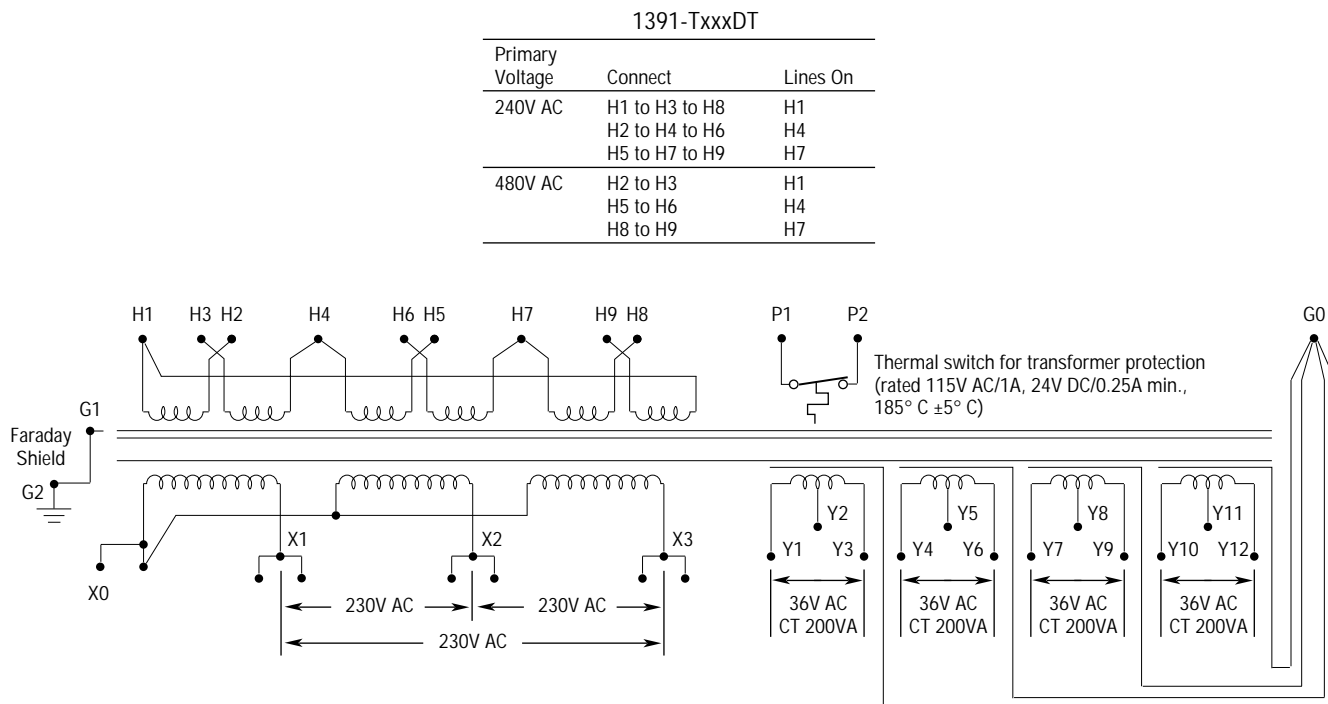 1391-TxxxDT
Primary
Voltage Connect Lines On
240V AC H1 to H3 to H8 H1
H2 to H4 to H6 H4
H5 to H7 to H9 H7
480V AC H2 to H3 H1
H5 to H6 H4
H8 to H9 H7
H1 H3 H2 H4 H6 H5 H7 H9 H8 P1 P2 G0
Thermal switch for transformer protection
(rated 115V AC/1A, 24V DC/0.25A min.,
185° C ±5° C)
G1
Faraday
Shield
G2
X0
X1 X2 X3
230V AC 230V AC
230V AC
Y2 Y5 Y8 Y11
Y1 Y3 Y4 Y6 Y7 Y9 Y10 Y12
36V AC 36V AC 36V AC 36V AC
CT 200VA CT 200VA CT 200VA CT 200VA